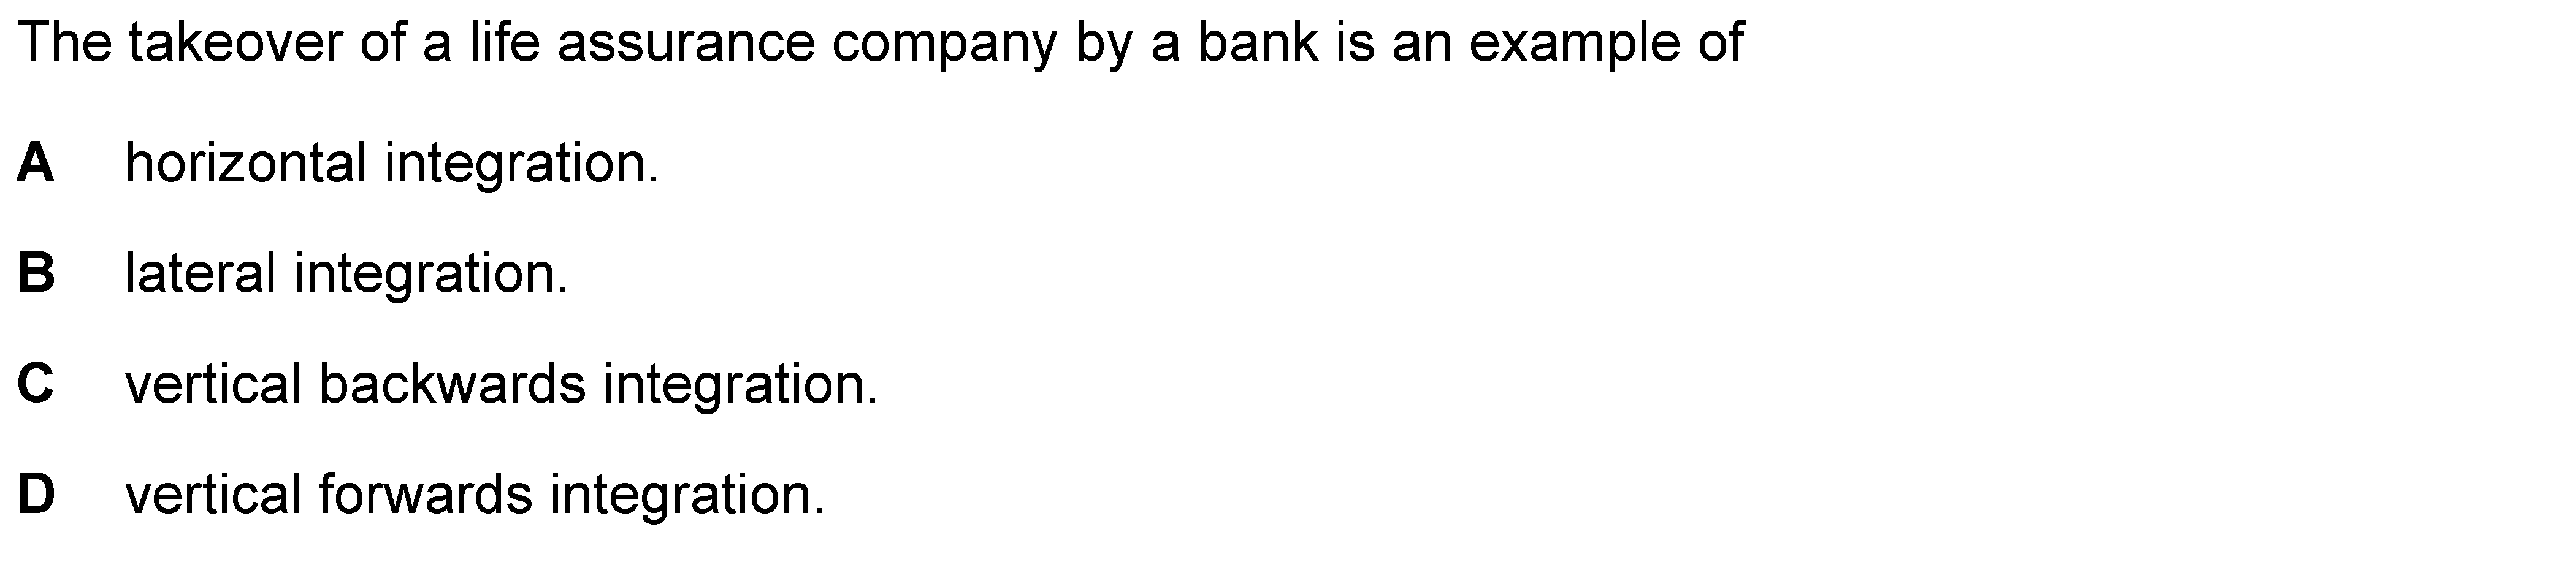 The takeover of a life assurance company by a bank is an example of
A horizontal integration.
B lateral integration.
C vertical backwards integration.
D vertical forwards integration.